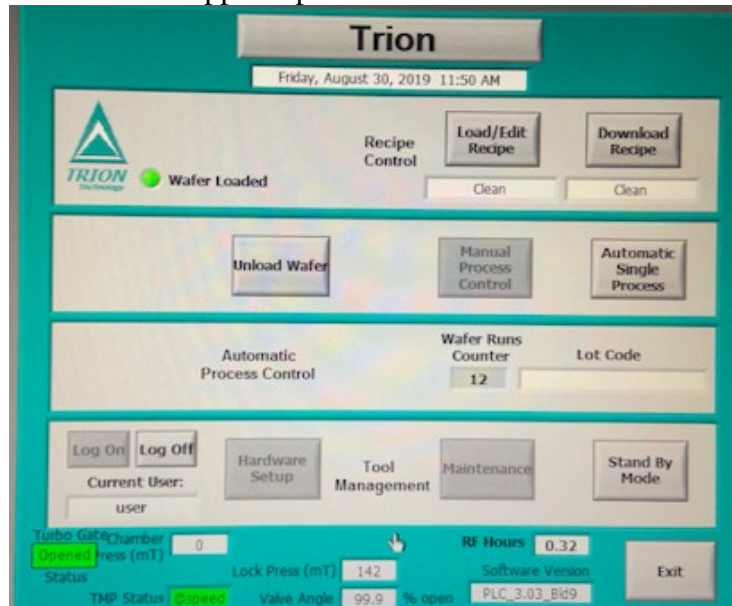 Trion
Friday, August 30, 2019 11:50 AM
TRION
Technology
Wafer Loaded
Recipe
Control
Load/Edit
Recipe
Download
Recipe
Clean
Clean
Unload Wafer
Manual
Process
Control
Automatic
Single
Process
Automatic
Process Control
Wafer Runs
Counter
12
Lot Code
Log On
Log Off
Current User:
user
Hardware
Setup
Tool
Management
Maintenance
Stand By
Mode
Turbo Gate
Opened
Status
Chamber
Press (mT)
0
TMP Status
@speed
Lock Press (mT)
142
Valve Angle
99.9
% open
RF Hours
0.32
Software Version
PLC_3.03_Bld9
Exit